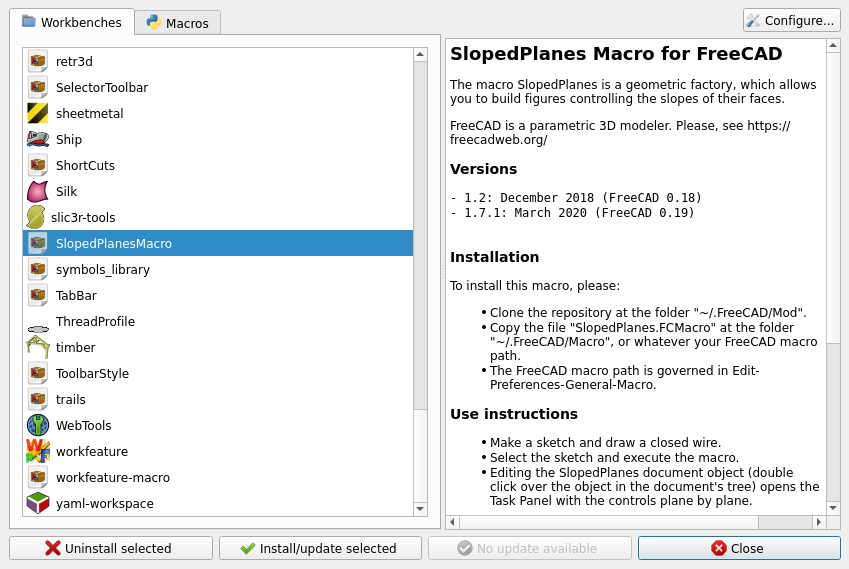 Workbenches
Macros
Configure...
retr3d
SelectorToolbar
sheetmetal
Ship
ShortCuts
Silk
slic3r-tools
SlopedPlanesMacro
symbols_library
TabBar
ThreadProfile
timber
ToolbarStyle
trails
WebTools
workfeature
workfeature-macro
yaml-workspace
SlopedPlanes Macro for FreeCAD
The macro SlopedPlanes is a geometric factory, which allows
you to build figures controlling the slopes of their faces.
FreeCAD is a parametric 3D modeler. Please, see https://
freecadweb.org/
Versions
- 1.2: December 2018 (FreeCAD 0.18)
- 1.7.1: March 2020 (FreeCAD 0.19)
Installation
To install this macro, please:
• Clone the repository at the folder "~/.FreeCAD/Mod".
• Copy the file "SlopedPlanes.FCMacro" at the folder
"~/.FreeCAD/Macro", or whatever your FreeCAD macro
path.
• The FreeCAD macro path is governed in Edit-
Preferences-General-Macro.
Use instructions
• Make a sketch and draw a closed wire.
• Select the sketch and execute the macro.
• Editing the SlopedPlanes document object (double
click over the object in the document's tree) opens the
Task Panel with the controls plane by plane.
Uninstall selected
Install/update selected
No update available
Close